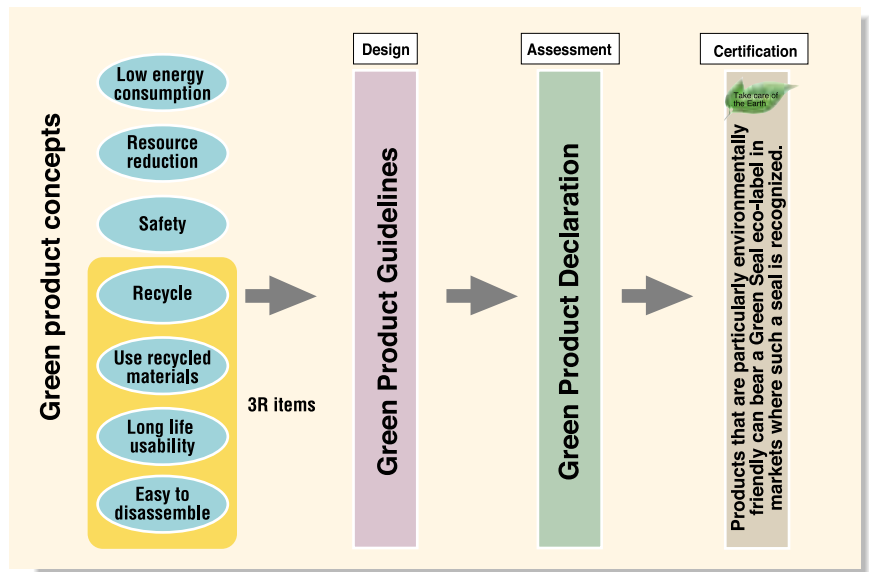 Green product concepts
Low energy
consumption
Resource
reduction
Safety
Recycle
Use recycled
materials
Long life
usability
Easy to
disassemble
3R items
Design
Green Product Guidelines
Assessment
Green Product Declaration
Certification
Take care of
the Earth
Products that are particularly environmentally
friendly can bear a Green Seal eco-label in
markets where such a seal is recognized.